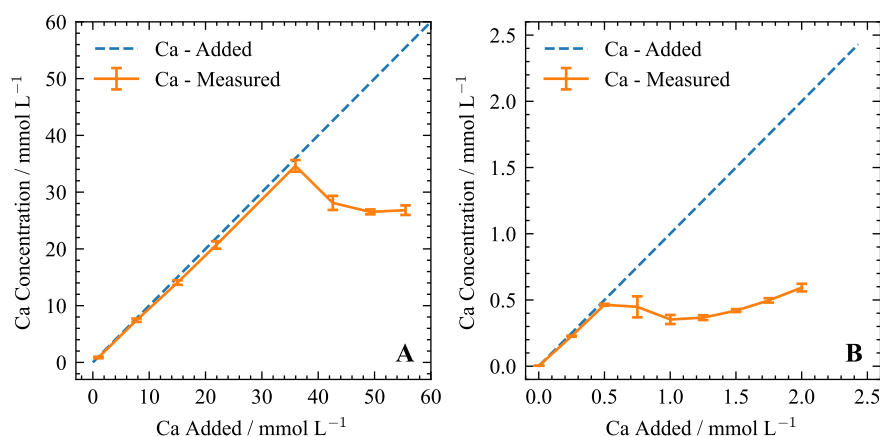 Ca Concentration / mmol L⁻¹
60
50
40
30
20
10
0
Ca - Added
Ca - Measured
A
0 10 20 30 40 50 60
Ca Added / mmol L⁻¹
Ca Concentration / mmol L⁻¹
2.5
2.0
1.5
1.0
0.5
0.0
Ca - Added
Ca - Measured
B
0.0 0.5 1.0 1.5 2.0 2.5
Ca Added / mmol L⁻¹